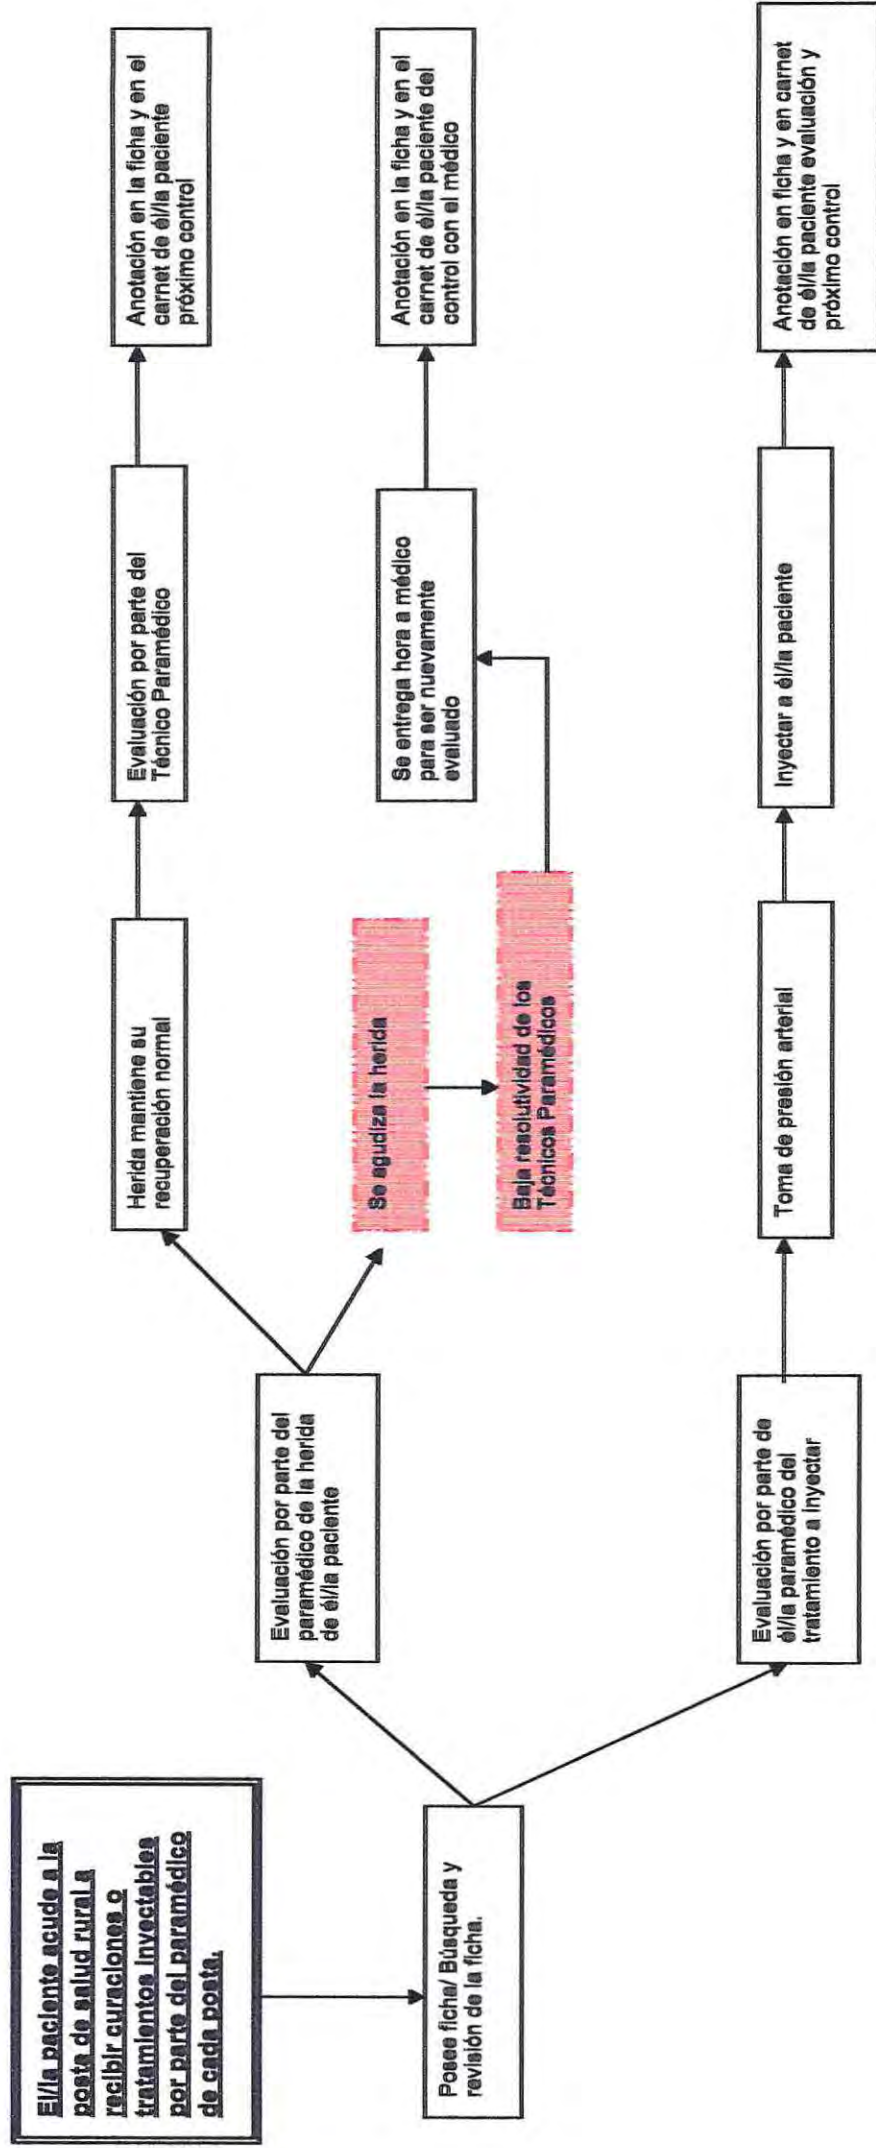 El/la paciente acude a la
posta de salud rural a
recibir curaciones o
tratamientos inyectables
por parte del paramédico
de cada posta.
Posee ficha/ Búsqueda y
revisión de la ficha.
Evaluación por parte del
paramédico de la herida
de él/la paciente
Herida mantiene su
recuperación normal
Evaluación por parte del
Técnico Paramédico
Anotación en la ficha y en el
carnet de él/la paciente
próximo control
Se agudiza la herida
Baja resolutividad de los
Técnicos Paramédicos
Se entrega hora a médico
para ser nuevamente
evaluado
Anotación en la ficha y en el
carnet de él/la paciente del
control con el médico
Evaluación por parte de
él/la paramédico del
tratamiento a inyectar
Toma de presión arterial
Inyectar a él/la paciente
Anotación en ficha y en carnet
de él/la paciente evaluación y
próximo control